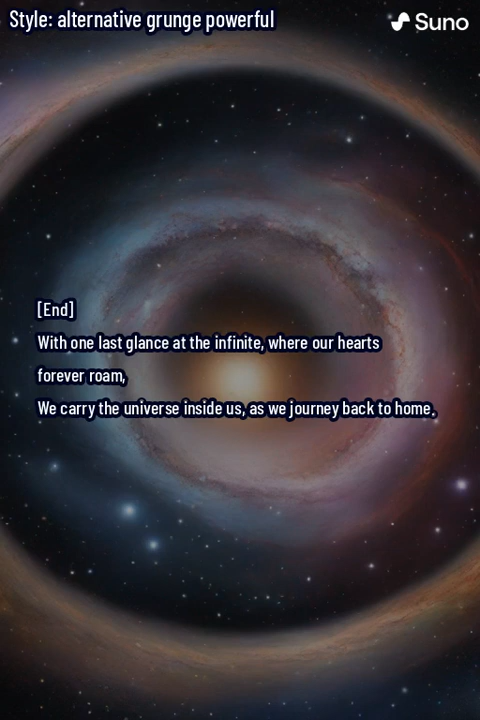 Style: alternative grunge powerful
Suno
[End]
With one last glance at the infinite, where our hearts
forever roam,
We carry the universe inside us, as we journey back to home.